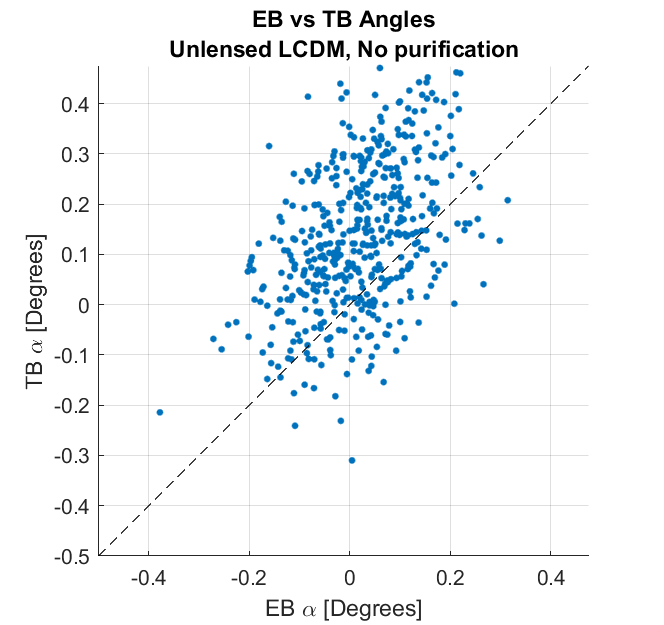 EB vs TB Angles
Unlensed LCDM, No purification
0.4
0.3
0.2
0.1
0
-0.1
-0.2
-0.3
-0.4
-0.5
TB α [Degrees]
-0.4 -0.2 0 0.2 0.4
EB α [Degrees]